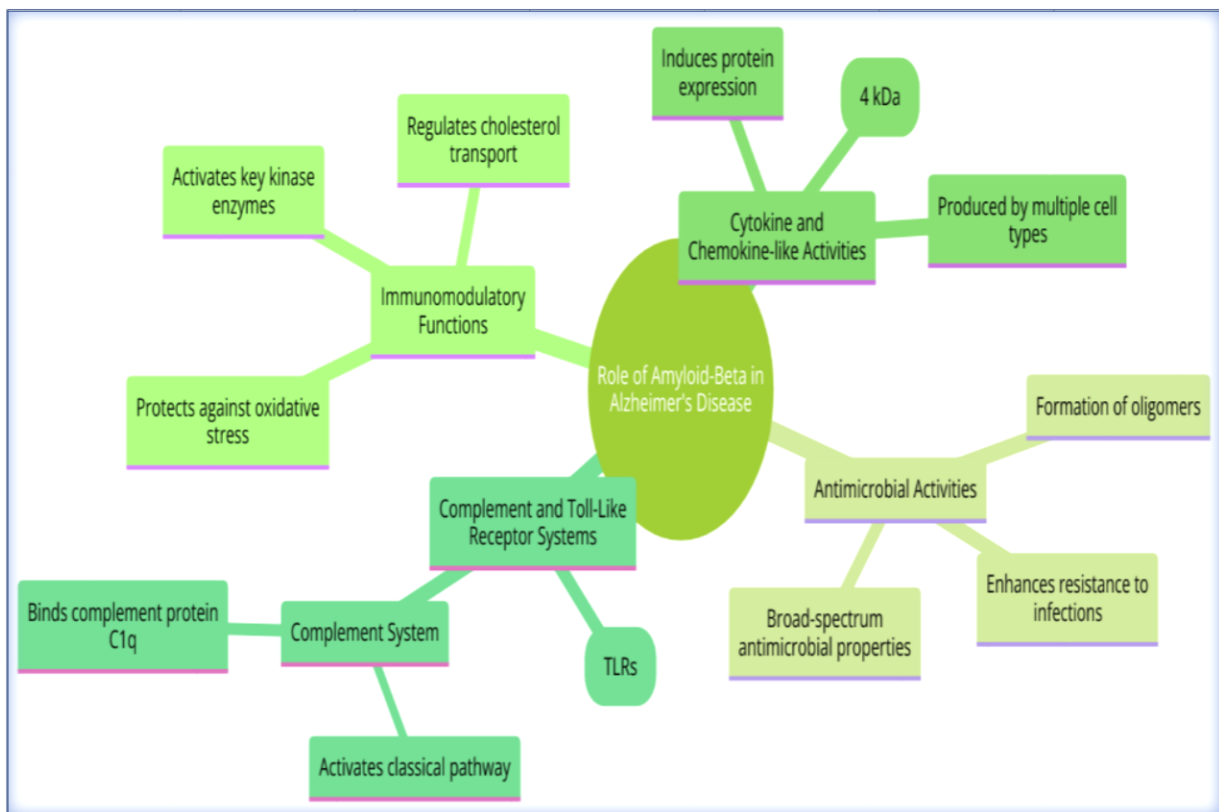 Induces protein
expression
4 kDa
Regulates cholesterol
transport
Activates key kinase
enzymes
Produced by multiple cell
types
Cytokine and
Chemokine-like Activities
Immunomodulatory
Functions
Role of Amyloid-Beta in
Alzheimer's Disease
Protects against oxidative
stress
Formation of oligomers
Antimicrobial Activities
Complement and Toll-Like
Receptor Systems
Enhances resistance to
infections
Broad-spectrum
antimicrobial properties
Binds complement protein
C1q
Complement System
TLRs
Activates classical pathway